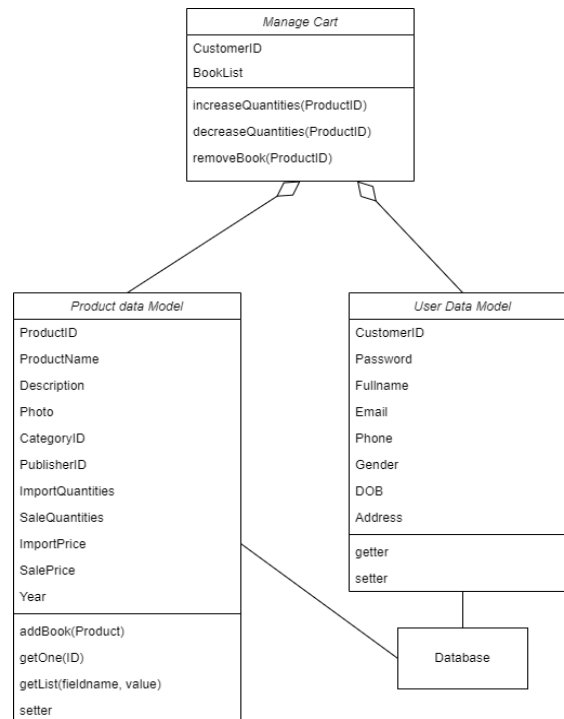 Manage Cart
CustomerID
BookList
increaseQuantities(ProductID)
decreaseQuantities(ProductID)
removeBook(ProductID)
Product data Model
ProductID
ProductName
Description
Photo
CategoryID
PublisherID
ImportQuantities
SaleQuantities
ImportPrice
SalePrice
Year
addBook(Product)
getOne(ID)
getList(fieldname, value)
setter
User Data Model
CustomerID
Password
Fullname
Email
Phone
Gender
DOB
Address
getter
setter
Database